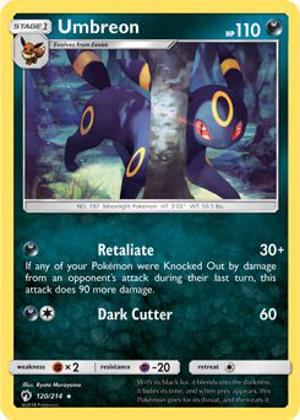 STAGE 1 Umbreon HP 110
Evolves from Eevee
NO. 197 Moonlight Pokémon HT: 3'03" WT: 59.5 lbs.
Retaliate 30+
If any of your Pokémon were Knocked Out by damage
from an opponent's attack during their last turn, this
attack does 90 more damage.
Dark Cutter 60
weakness ×2 resistance -20 retreat
Illus. Ryota Murayama
120/214 ★
©2018 Pokémon
With its black fur, it blends into the darkness.
It bides its time, and when prey appears, this
Pokémon goes for its throat, and then eats it.